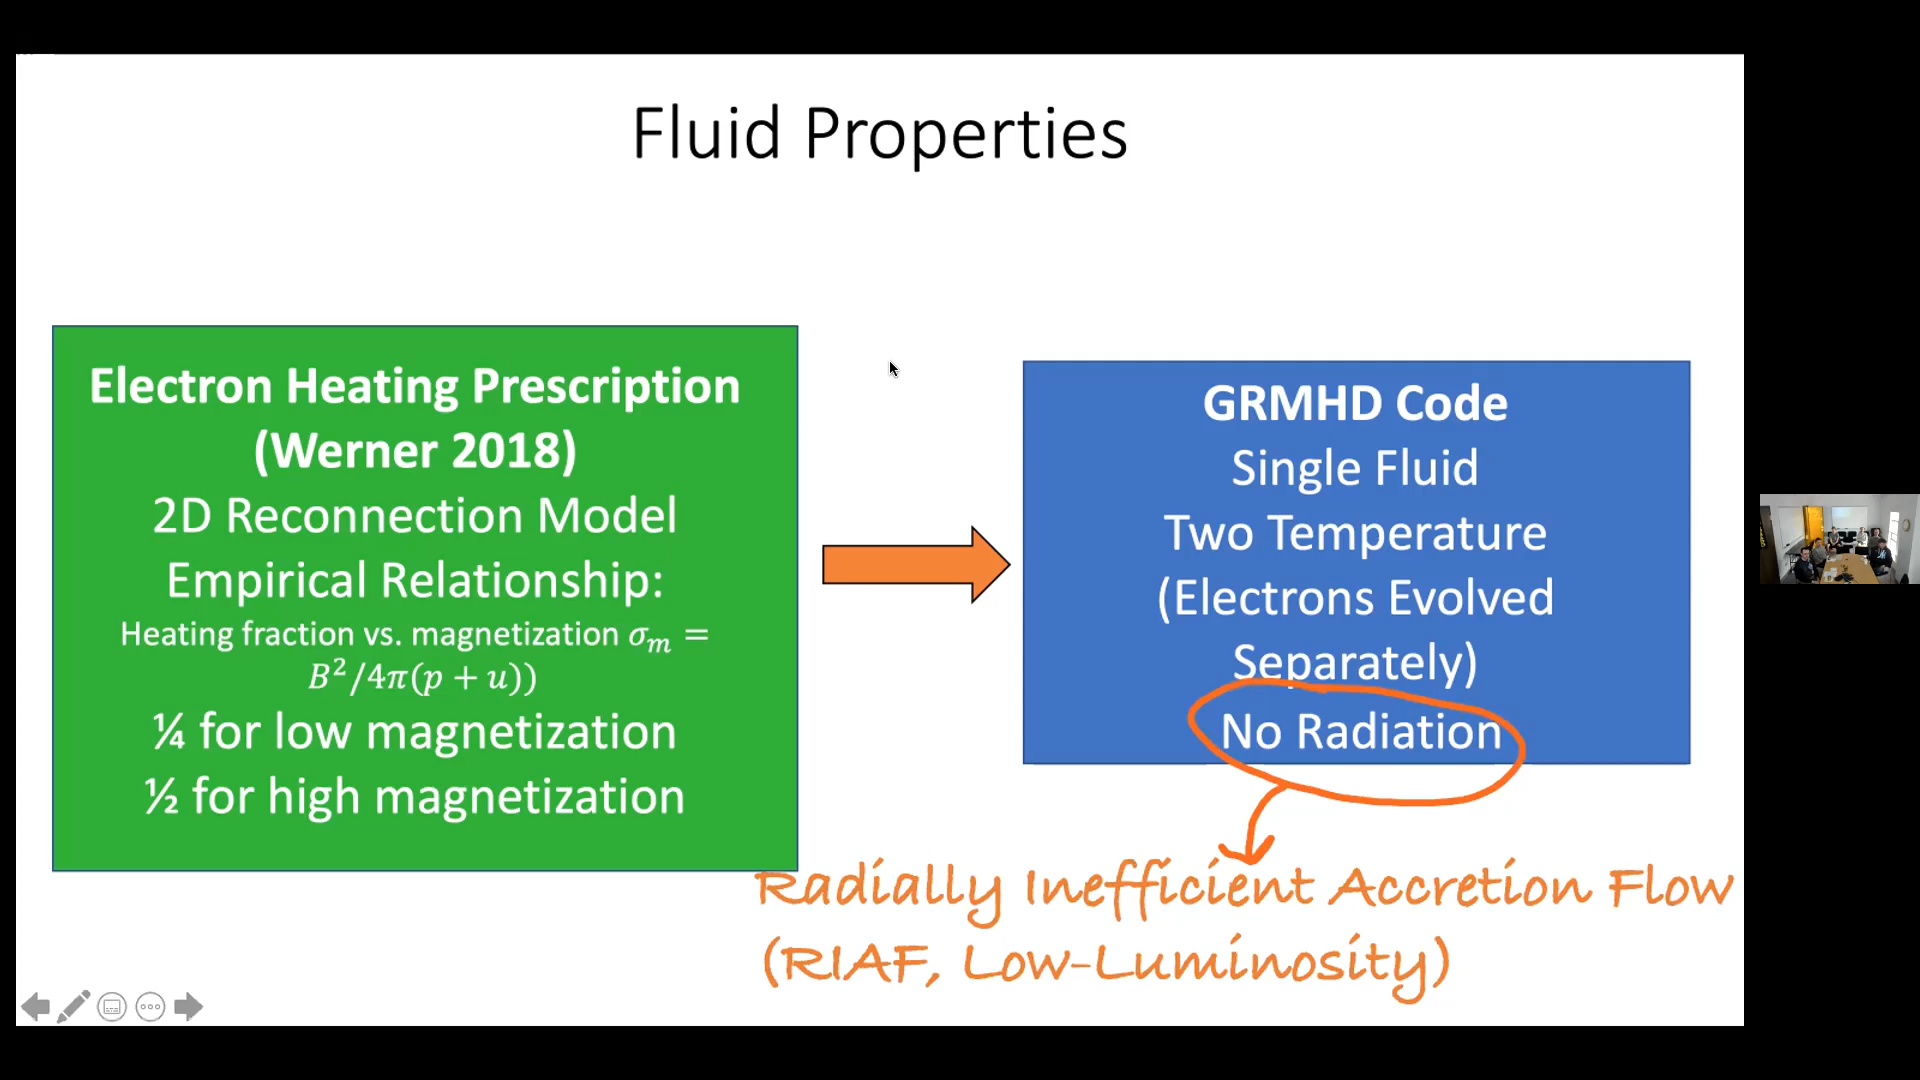 Fluid Properties
Electron Heating Prescription
(Werner 2018)
2D Reconnection Model
Empirical Relationship:
Heating fraction vs. magnetization σₘ =
B²/4π(p + u))
¼ for low magnetization
½ for high magnetization
GRMHD Code
Single Fluid
Two Temperature
(Electrons Evolved
Separately)
No Radiation
Radially Inefficient Accretion Flow
(RIAF, Low-Luminosity)